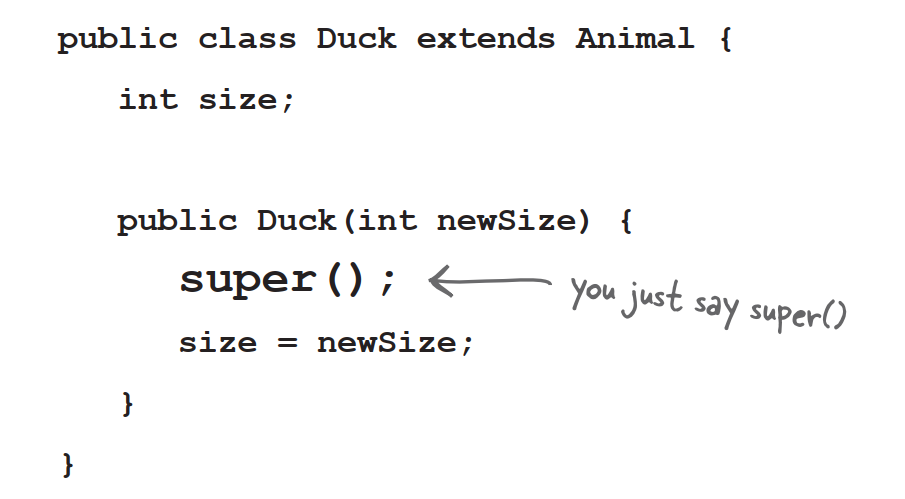 public class Duck extends Animal {
int size;
public Duck(int newSize) {
super(); you just say super()
size = newSize;
}
}